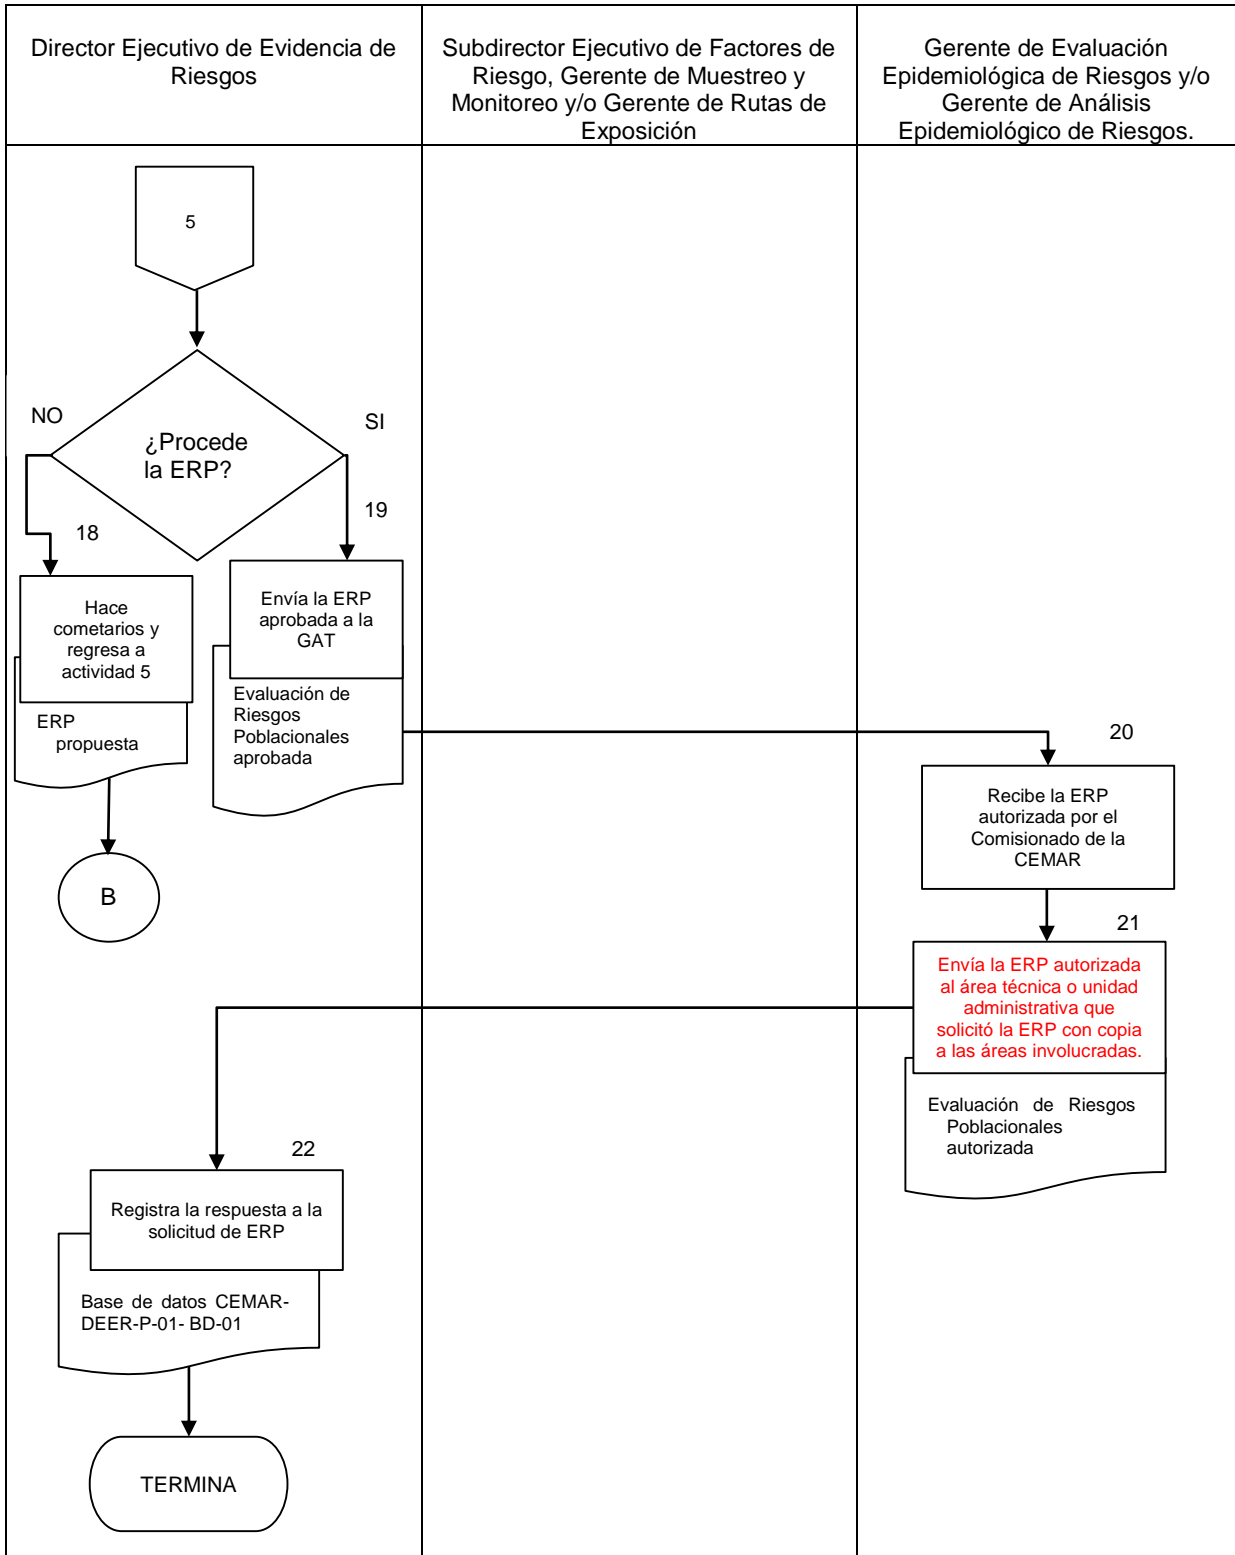 Director Ejecutivo de Evidencia de
Riesgos
Subdirector Ejecutivo de Factores de
Riesgo, Gerente de Muestreo y
Monitoreo y/o Gerente de Rutas de
Exposición
Gerente de Evaluación
Epidemiológica de Riesgos y/o
Gerente de Análisis
Epidemiológico de Riesgos.
5
NO
SI
¿Procede
la ERP?
18
19
Hace
cometarios y
regresa a
actividad 5
ERP
propuesta
Envía la ERP
aprobada a la
GAT
Evaluación de
Riesgos
Poblacionales
aprobada
B
20
Recibe la ERP
autorizada por el
Comisionado de la
CEMAR
21
Envía la ERP autorizada
al área técnica o unidad
administrativa que
solicitó la ERP con copia
a las áreas involucradas.
Evaluación de Riesgos
Poblacionales
autorizada
22
Registra la respuesta a la
solicitud de ERP
Base de datos CEMAR-
DEER-P-01- BD-01
TERMINA